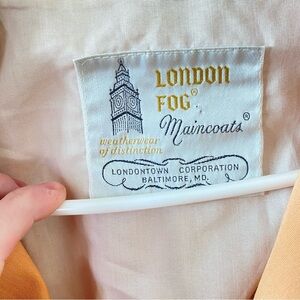 LONDON
FOG®
Maincoats®
weatherwear
of distinction
LONDONTOWN CORPORATION
BALTIMORE, MD.